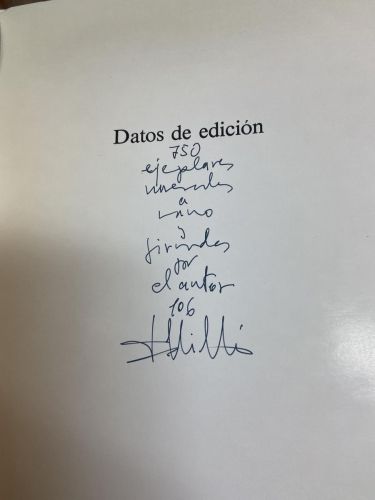 Datos de edición
750
ejemplares
numerados
a
mano
y
firmados
por
el autor
106